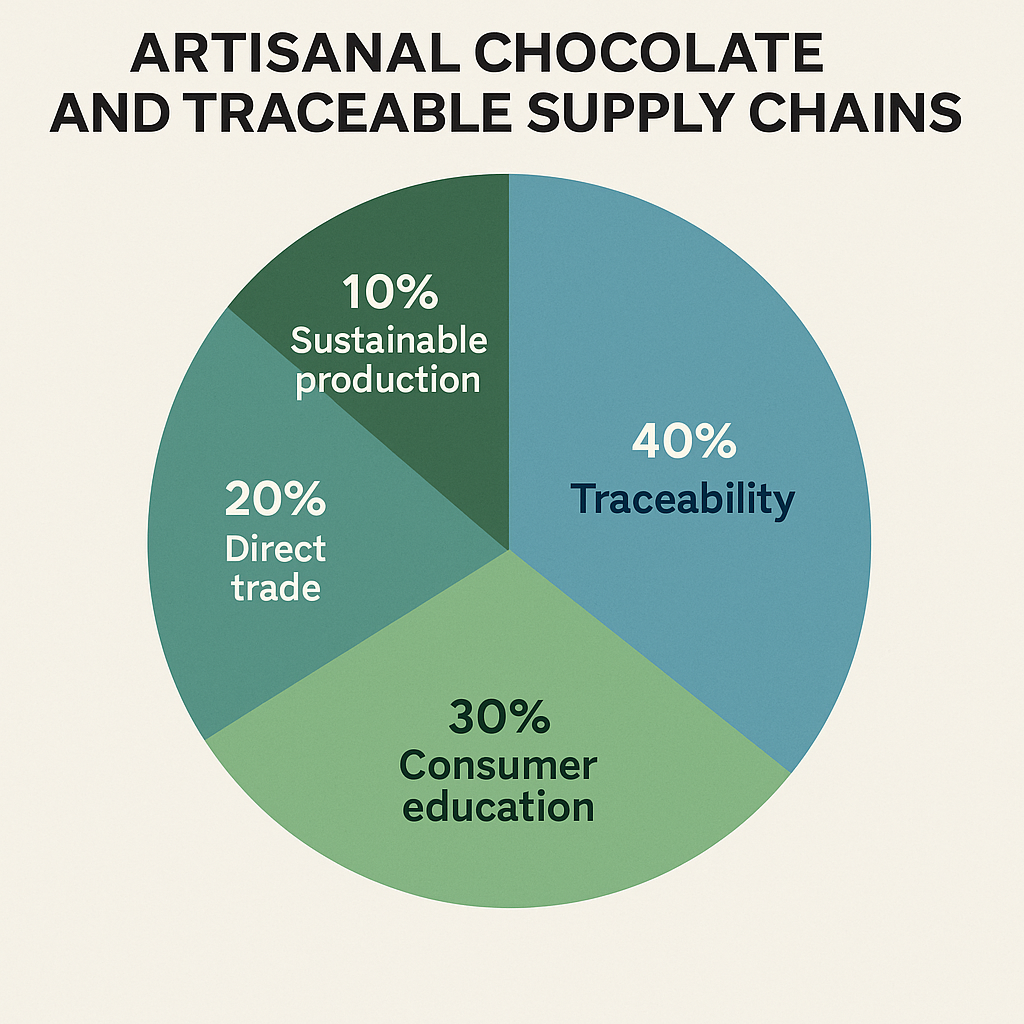 ARTISANAL CHOCOLATE
AND TRACEABLE SUPPLY CHAINS
10%
Sustainable
production
40%
Traceability
20%
Direct
trade
30%
Consumer
education